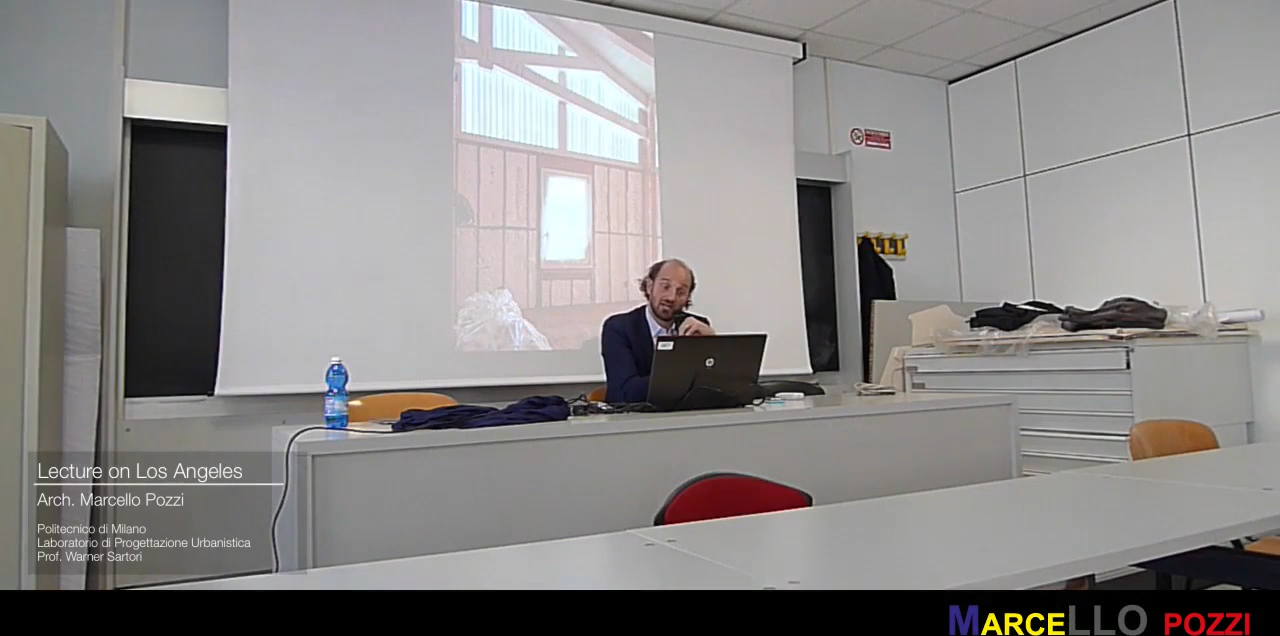 Lecture on Los Angeles
Arch. Marcello Pozzi
Politecnico di Milano
Laboratorio di Progettazione Urbanistica
Prof. Warner Sartori
MARCELLO POZZI